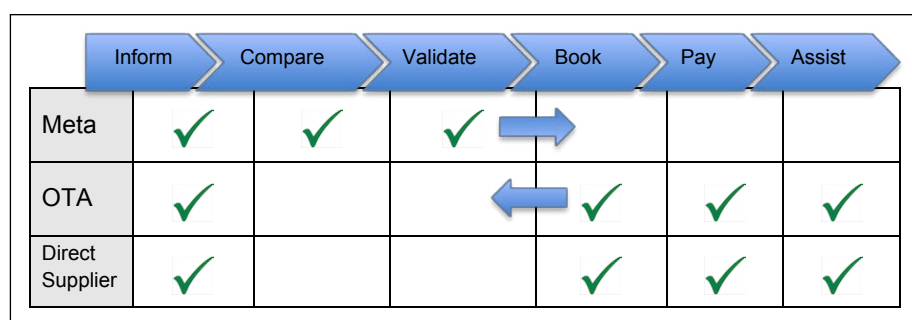 Inform Compare Validate Book Pay Assist
Meta
OTA
Direct
Supplier